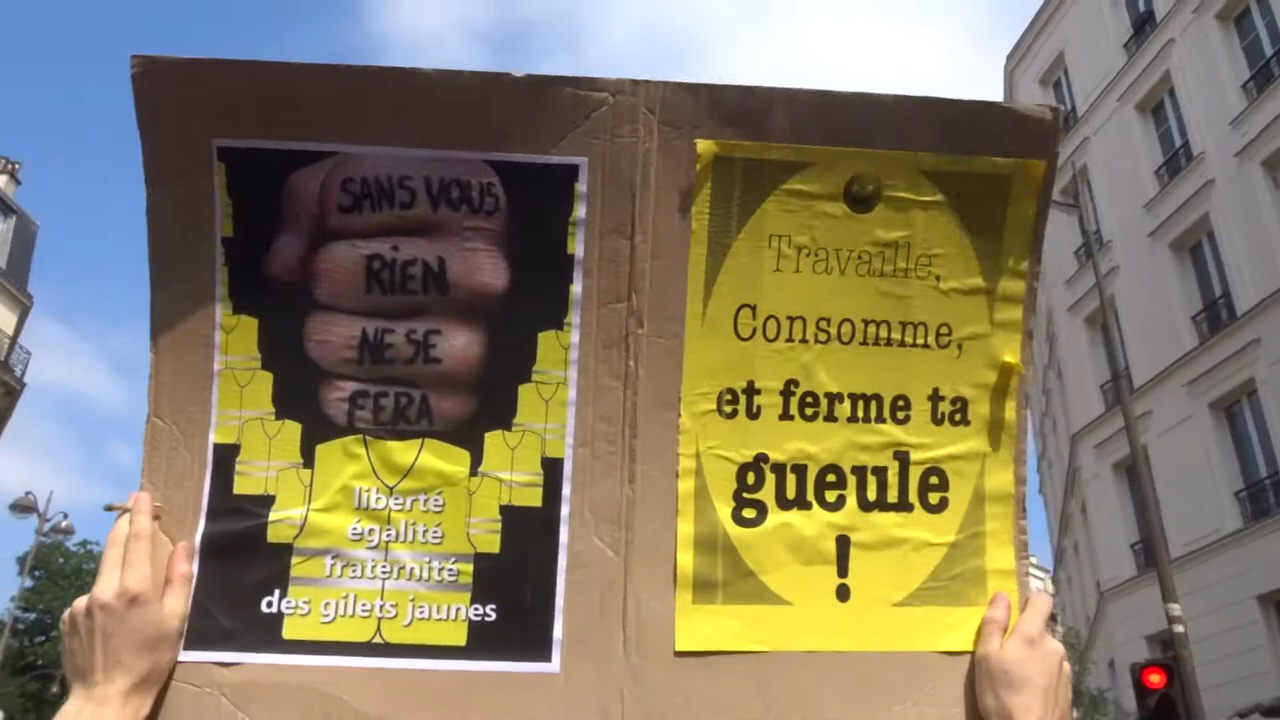 SANS VOUS
RIEN
NE SE
FERA
liberté
égalité
fraternité
des gilets jaunes
Travaille,
Consomme,
et ferme ta
gueule
!